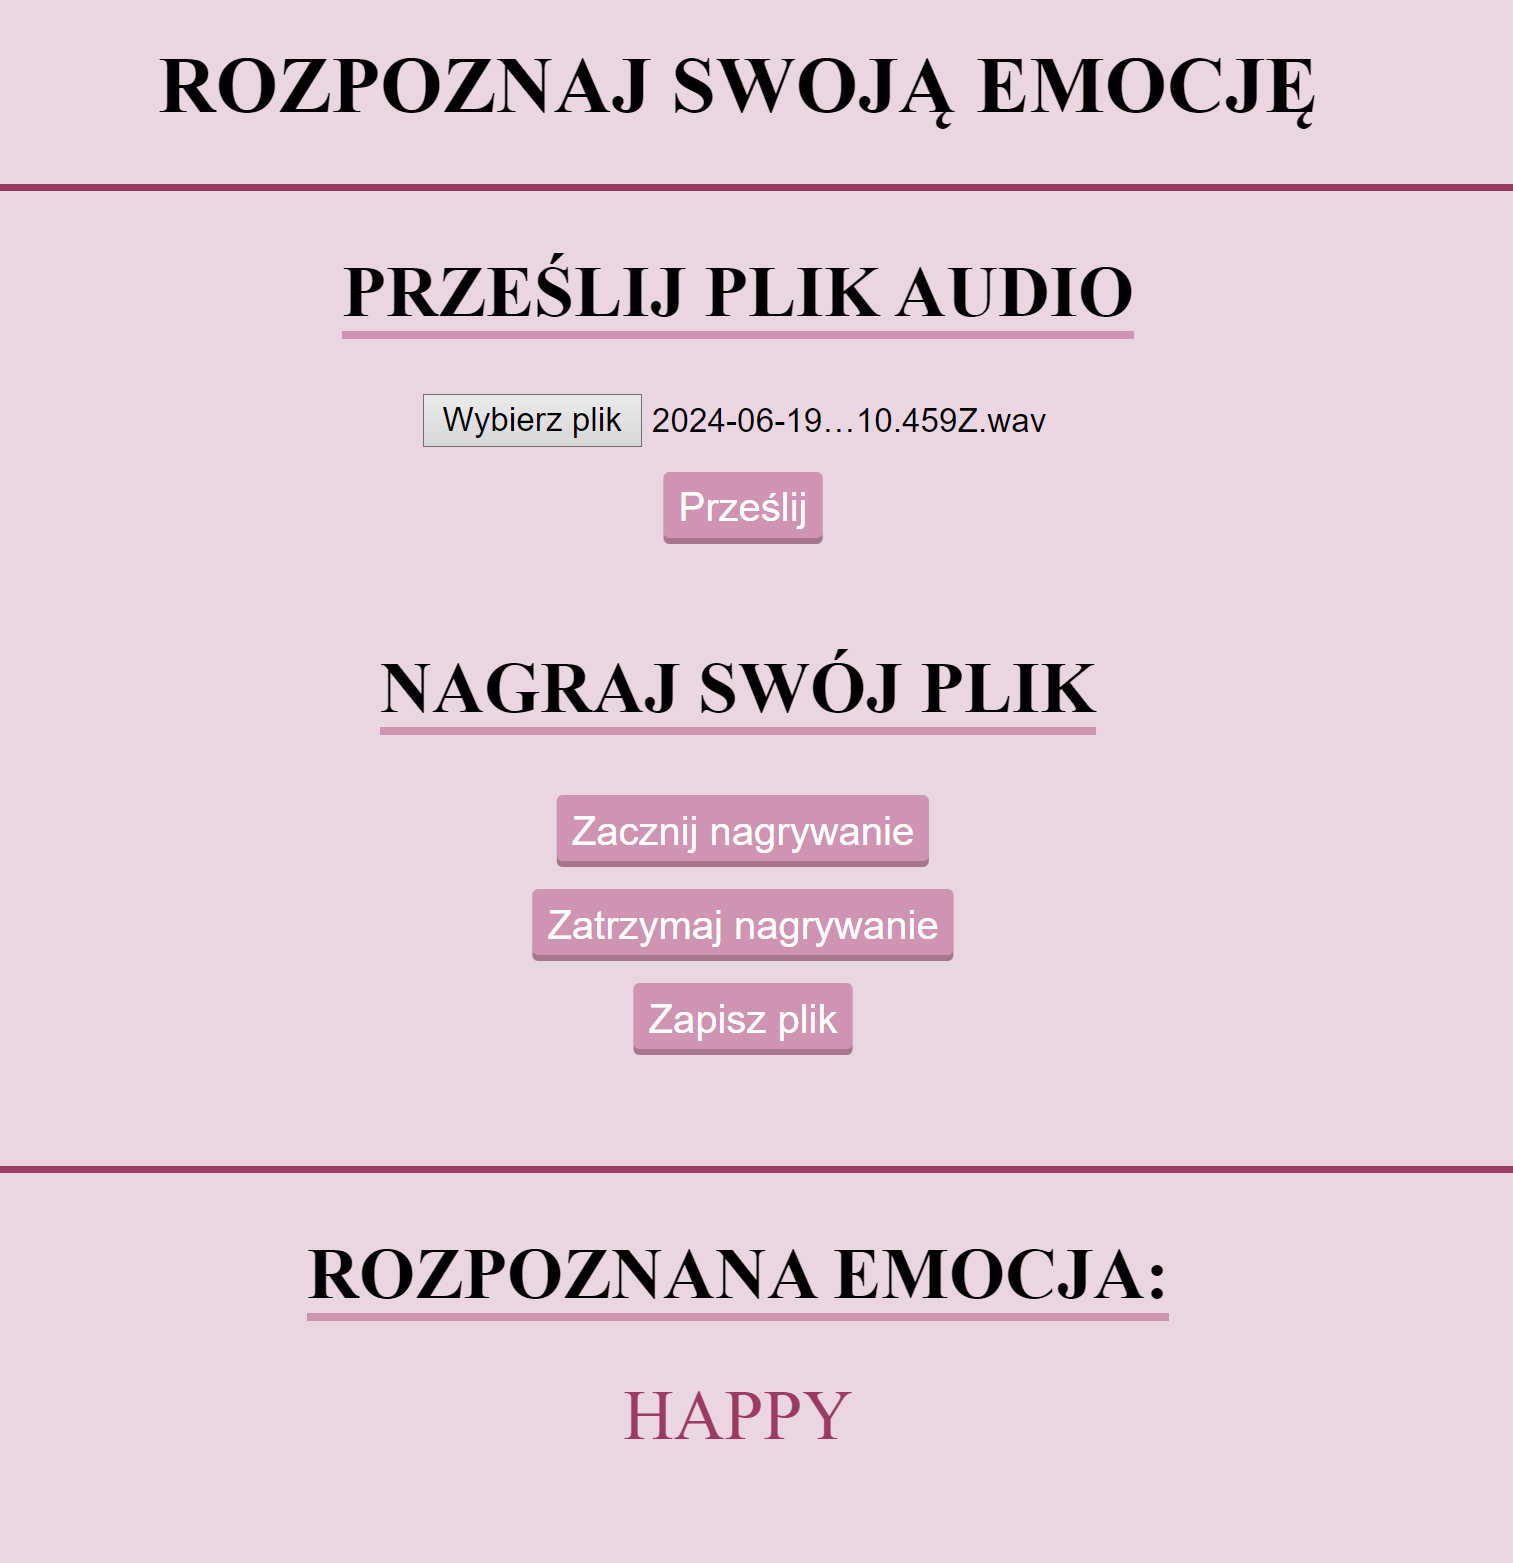 ROZPOZNAJ SWOJĄ EMOCJĘ
PRZEŚLIJ PLIK AUDIO
Wybierz plik 2024-06-19…10.459Z.wav
Prześlij
NAGRAJ SWÓJ PLIK
Zacznij nagrywanie
Zatrzymaj nagrywanie
Zapisz plik
ROZPOZNANA EMOCJA:
HAPPY